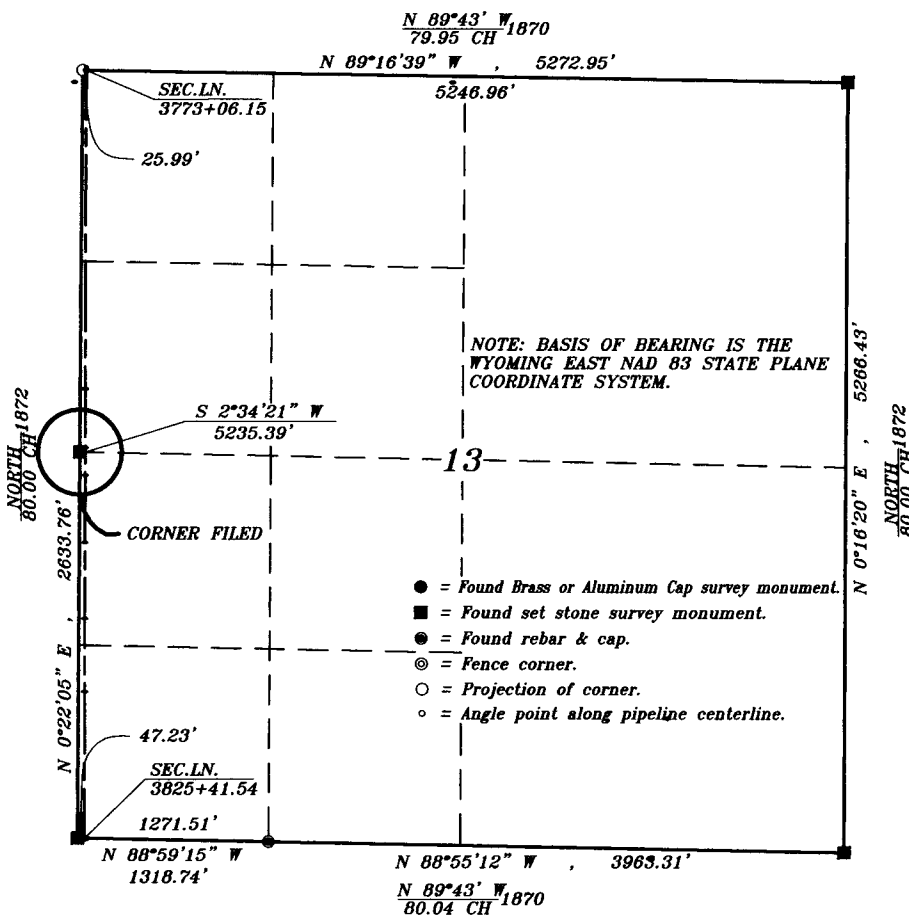 N 89°43' W 1870
79.95 CH
N 89°16'39" W , 5272.95'
5246.96'
SEC.LN.
3773+06.15
25.99'
NOTE: BASIS OF BEARING IS THE
WYOMING EAST NAD 83 STATE PLANE
COORDINATE SYSTEM.
S 2°34'21" W
5235.39'
13
NORTH 1872
80.00 CH
N 0°22'05" E , 2633.76'
CORNER FILED
N 0°16'20" E , 5266.43'
NORTH 1872
80.00 CH
= Found Brass or Aluminum Cap survey monument.
= Found set stone survey monument.
= Found rebar & cap.
= Fence corner.
= Projection of corner.
= Angle point along pipeline centerline.
47.23'
SEC.LN.
3825+41.54
1271.51'
N 88°59'15" W
1318.74'
N 88°55'12" W , 3963.31'
N 89°43' W 1870
80.04 CH